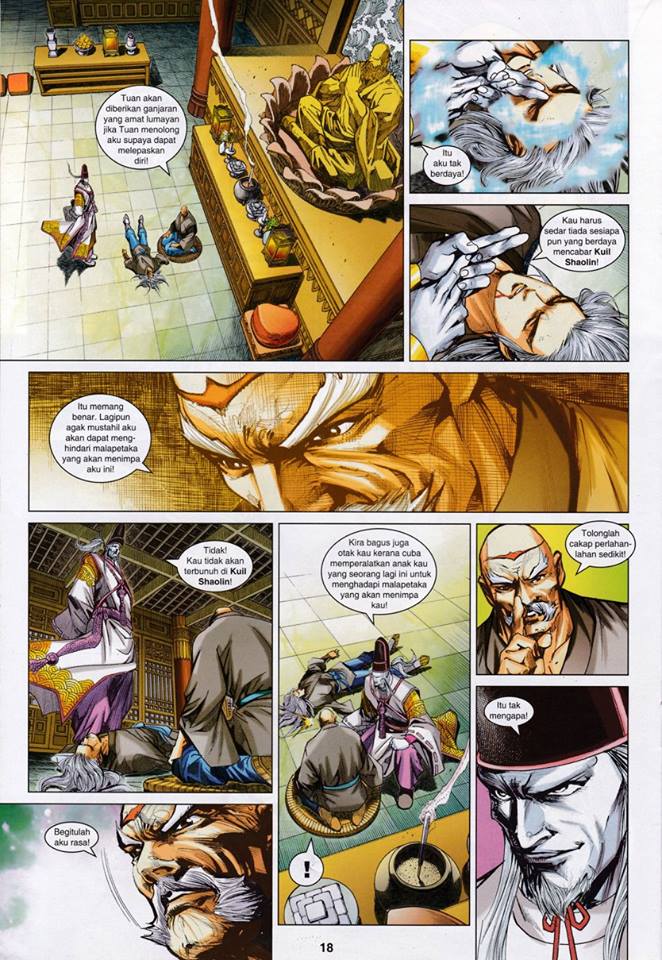 Tuan akan
diberikan ganjaran
yang amat lumayan
jika Tuan menolong
aku supaya dapat
melepaskan
diri!
Itu
aku tak
berdaya!
Kau harus
sedar tiada sesiapa
pun yang berdaya
mencabar Kuil
Shaolin!
Itu memang
benar. Lagipun
agak mustahil aku
akan dapat meng-
hindari malapetaka
yang akan menimpa
aku ini!
Tidak!
Kau tidak akan
terbunuh di Kuil
Shaolin!
Kira bagus juga
otak kau kerana cuba
memperalatkan anak kau
yang seorang lagi ini untuk
menghadapi malapetaka
yang akan menimpa
kau!
!
Tolonglah
cakap perlahan-
lahan sedikit!
Itu tak
mengapa!
Begitulah
aku rasa!
18